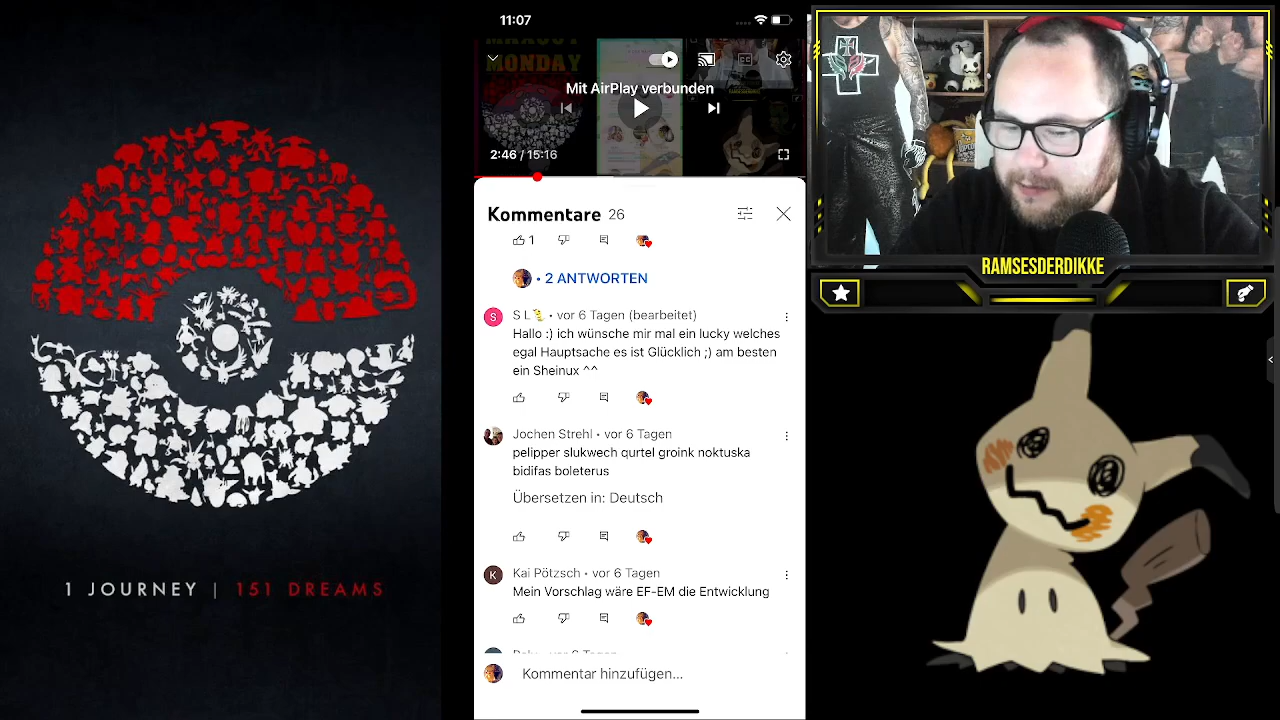 11:07
MONDAY
Mit AirPlay verbunden
2:46 / 15:16
Kommentare 26
1
• 2 ANTWORTEN
S
S L • vor 6 Tagen (bearbeitet)
Hallo :) ich wünsche mir mal ein lucky welches
egal Hauptsache es ist Glücklich ;) am besten
ein Sheinux ^^
Jochen Strehl • vor 6 Tagen
pelipper slukwech qurtel groink noktuska
bidifas boleterus
Übersetzen in: Deutsch
K
Kai Pötzsch • vor 6 Tagen
Mein Vorschlag wäre EF-EM die Entwicklung
Kommentar hinzufügen...
1 JOURNEY | 151 DREAMS
RAMSESDERDIKKE